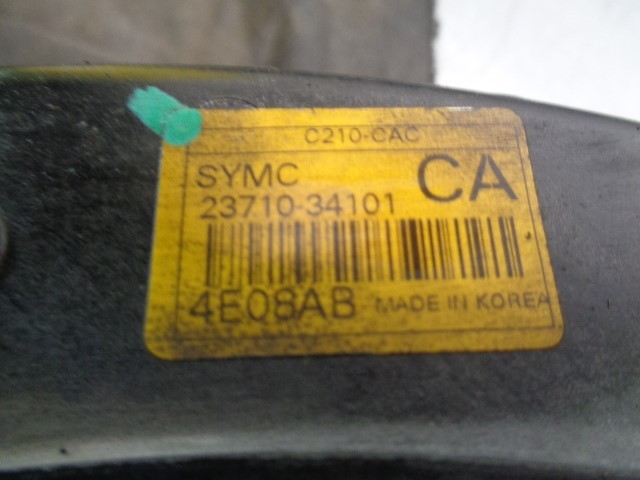 C210-CAC
SYMC CA
23710-34101
4E08AB MADE IN KOREA